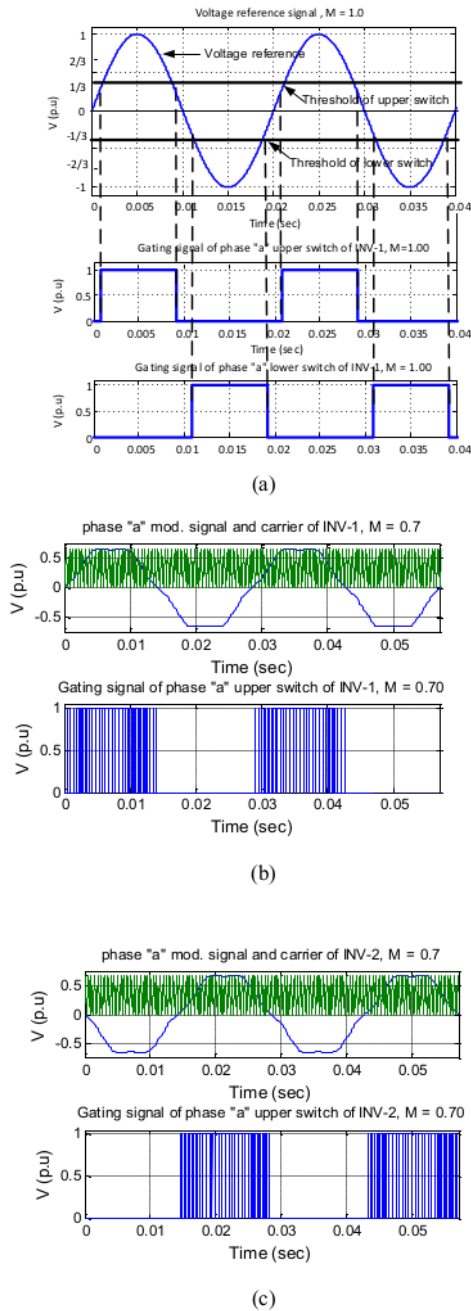 Voltage reference signal , M = 1.0
1
2/3
1/3
0
-1/3
-2/3
-1
V (p.u)
Voltage reference
Threshold of upper switch
Threshold of lower switch
0 0.005 0.01 0.015 0.02 0.025 0.03 0.035 0.04
Time (sec)
Gating signal of phase "a" upper switch of INV-1, M=1.00
1
0.5
0
V (p.u)
0 0.005 0.01 0.015 0.02 0.025 0.03 0.035 0.04
Time (sec)
Gating signal of phase "a" lower switch of INV-1, M = 1.00
1
0.5
0
V (p.u)
0 0.005 0.01 0.015 0.02 0.025 0.03 0.035 0.04
(a)
phase "a" mod. signal and carrier of INV-1, M = 0.7
0.5
0
-0.5
V (p.u)
0 0.01 0.02 0.03 0.04 0.05
Time (sec)
Gating signal of phase "a" upper switch of INV-1, M = 0.70
1
0.5
0
V (p.u)
0 0.01 0.02 0.03 0.04 0.05
Time (sec)
(b)
phase "a" mod. signal and carrier of INV-2, M = 0.7
0.5
0
-0.5
V (p.u)
0 0.01 0.02 0.03 0.04 0.05
Time (sec)
Gating signal of phase "a" upper switch of INV-2, M = 0.70
1
0.5
0
V (p.u)
0 0.01 0.02 0.03 0.04 0.05
Time (sec)
(c)